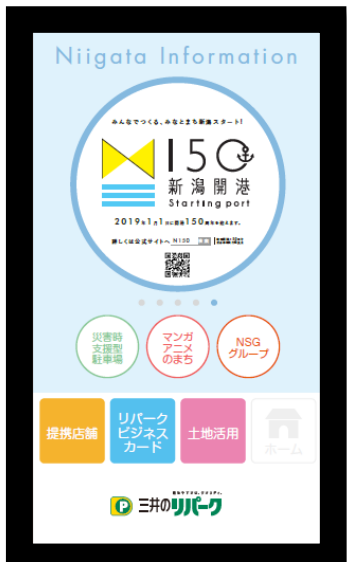 Niigata Information
みんなでつくる、みなとまち新潟スタート!
150
新潟開港
Starting port
2019年1月1日に開港150周年を迎えます。
詳しくは公式サイトへ N150 検索
災害時
支援型
駐車場
マンガ
アニメ
のまち
NSG
グループ
提携店舗
リパーク
ビジネス
カード
土地活用
ホーム
P 三井のリパーク